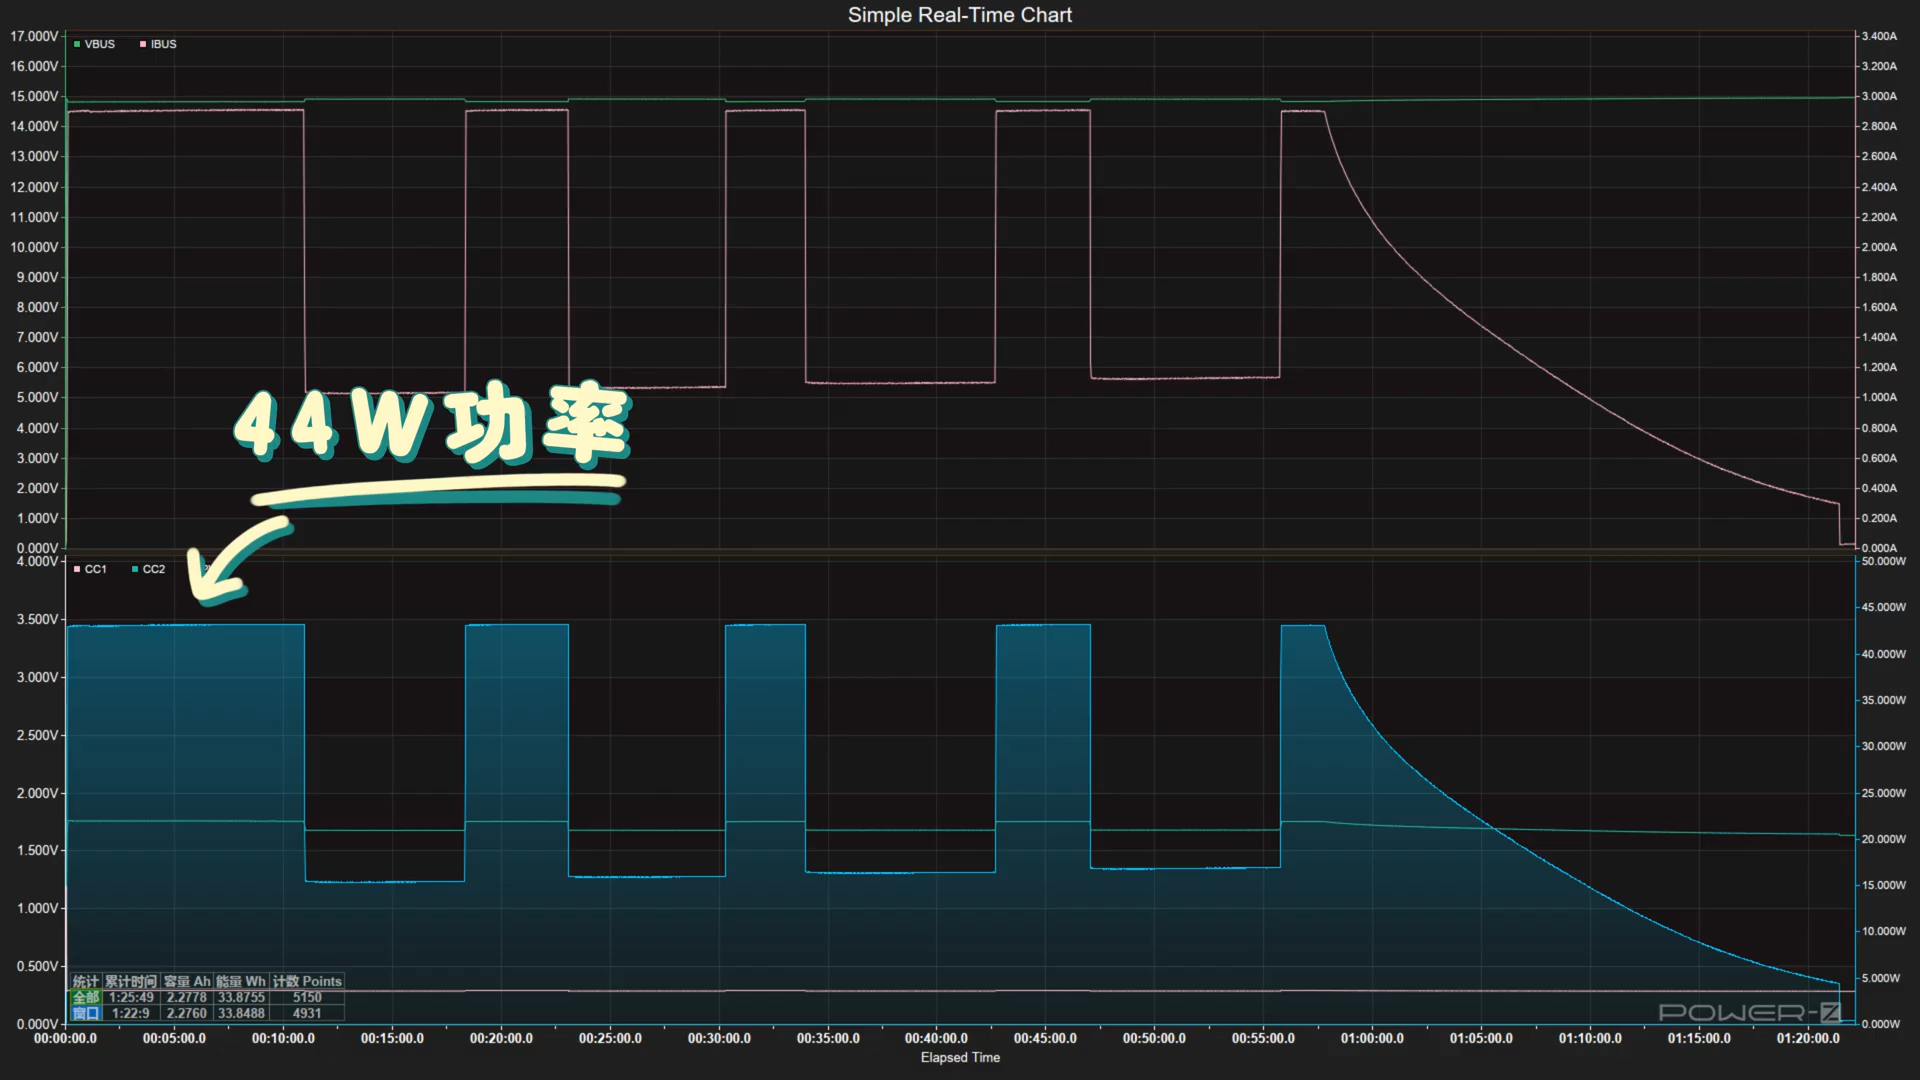 Simple Real-Time Chart
VBUS IBUS
17.000V
16.000V
15.000V
14.000V
13.000V
12.000V
11.000V
10.000V
9.000V
8.000V
7.000V
6.000V
5.000V
4.000V
3.000V
2.000V
1.000V
0.000V
3.400A
3.200A
3.000A
2.800A
2.600A
2.400A
2.200A
2.000A
1.800A
1.600A
1.400A
1.200A
1.000A
0.800A
0.600A
0.400A
0.200A
0.000A
44W功率
CC1 CC2
4.000V
3.500V
3.000V
2.500V
2.000V
1.500V
1.000V
0.500V
0.000V
50.000W
45.000W
40.000W
35.000W
30.000W
25.000W
20.000W
15.000W
10.000W
5.000W
0.000W
统计 累计时间 容量 Ah 能量 Wh 计数 Points
全部 1:25:49 2.2778 33.8755 5150
窗口 1:22:9 2.2760 33.8488 4931
POWER-Z
00:00:00.0 00:05:00.0 00:10:00.0 00:15:00.0 00:20:00.0 00:25:00.0 00:30:00.0 00:35:00.0 00:40:00.0 00:45:00.0 00:50:00.0 00:55:00.0 01:00:00.0 01:05:00.0 01:10:00.0 01:15:00.0 01:20:00.0
Elapsed Time